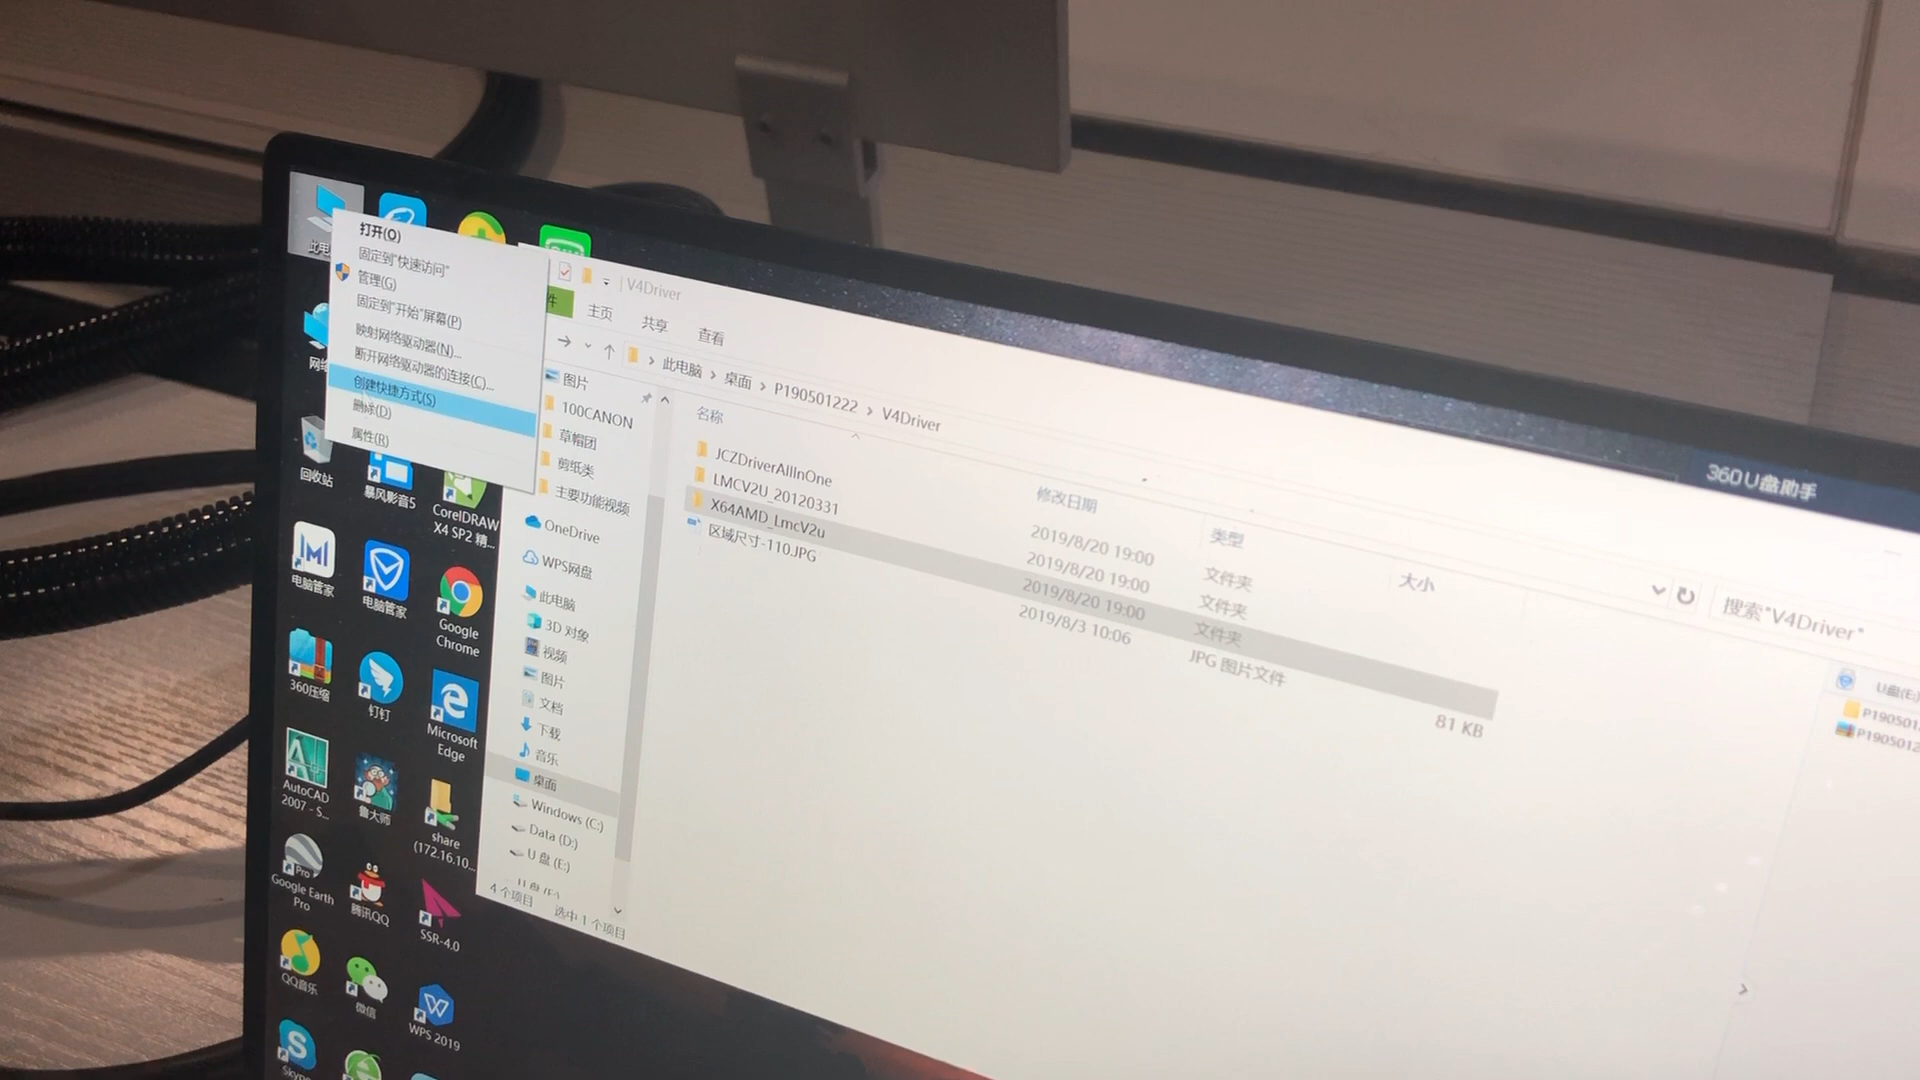 打开(O)
固定到"快速访问"
管理(G)
固定到"开始"屏幕(P)
映射网络驱动器(N)...
断开网络驱动器的连接(C)...
创建快捷方式(S)
删除(D)
属性(R)
此电
网络
回收站
暴风影音5
CorelDRAW
X4 SP2 精...
电脑管家
电脑管家
Google
Chrome
360压缩
钉钉
Microsoft
Edge
AutoCAD
2007 - S...
鲁大师
share
(172.16.10...
Pro
Google Earth
Pro
腾讯QQ
SSR-4.0
QQ音乐
微信
WPS 2019
V4Driver
件
主页
共享
查看
此电脑 › 桌面 › P190501222 › V4Driver
搜索"V4Driver"
图片
100CANON
草帽团
剪纸类
主要功能视频
OneDrive
WPS网盘
此电脑
3D 对象
视频
图片
文档
下载
音乐
桌面
Windows (C:)
Data (D:)
U 盘 (E:)
4 个项目 选中 1 个项目
名称 修改日期 类型 大小
JCZDriverAllInOne 2019/8/20 19:00 文件夹
LMCV2U_20120331 2019/8/20 19:00 文件夹
X64AMD_LmcV2u 2019/8/20 19:00 文件夹
区域尺寸-110.JPG 2019/8/3 10:06 JPG 图片文件 81 KB
360 U盘助手
U盘(E:
P190501
P1905012